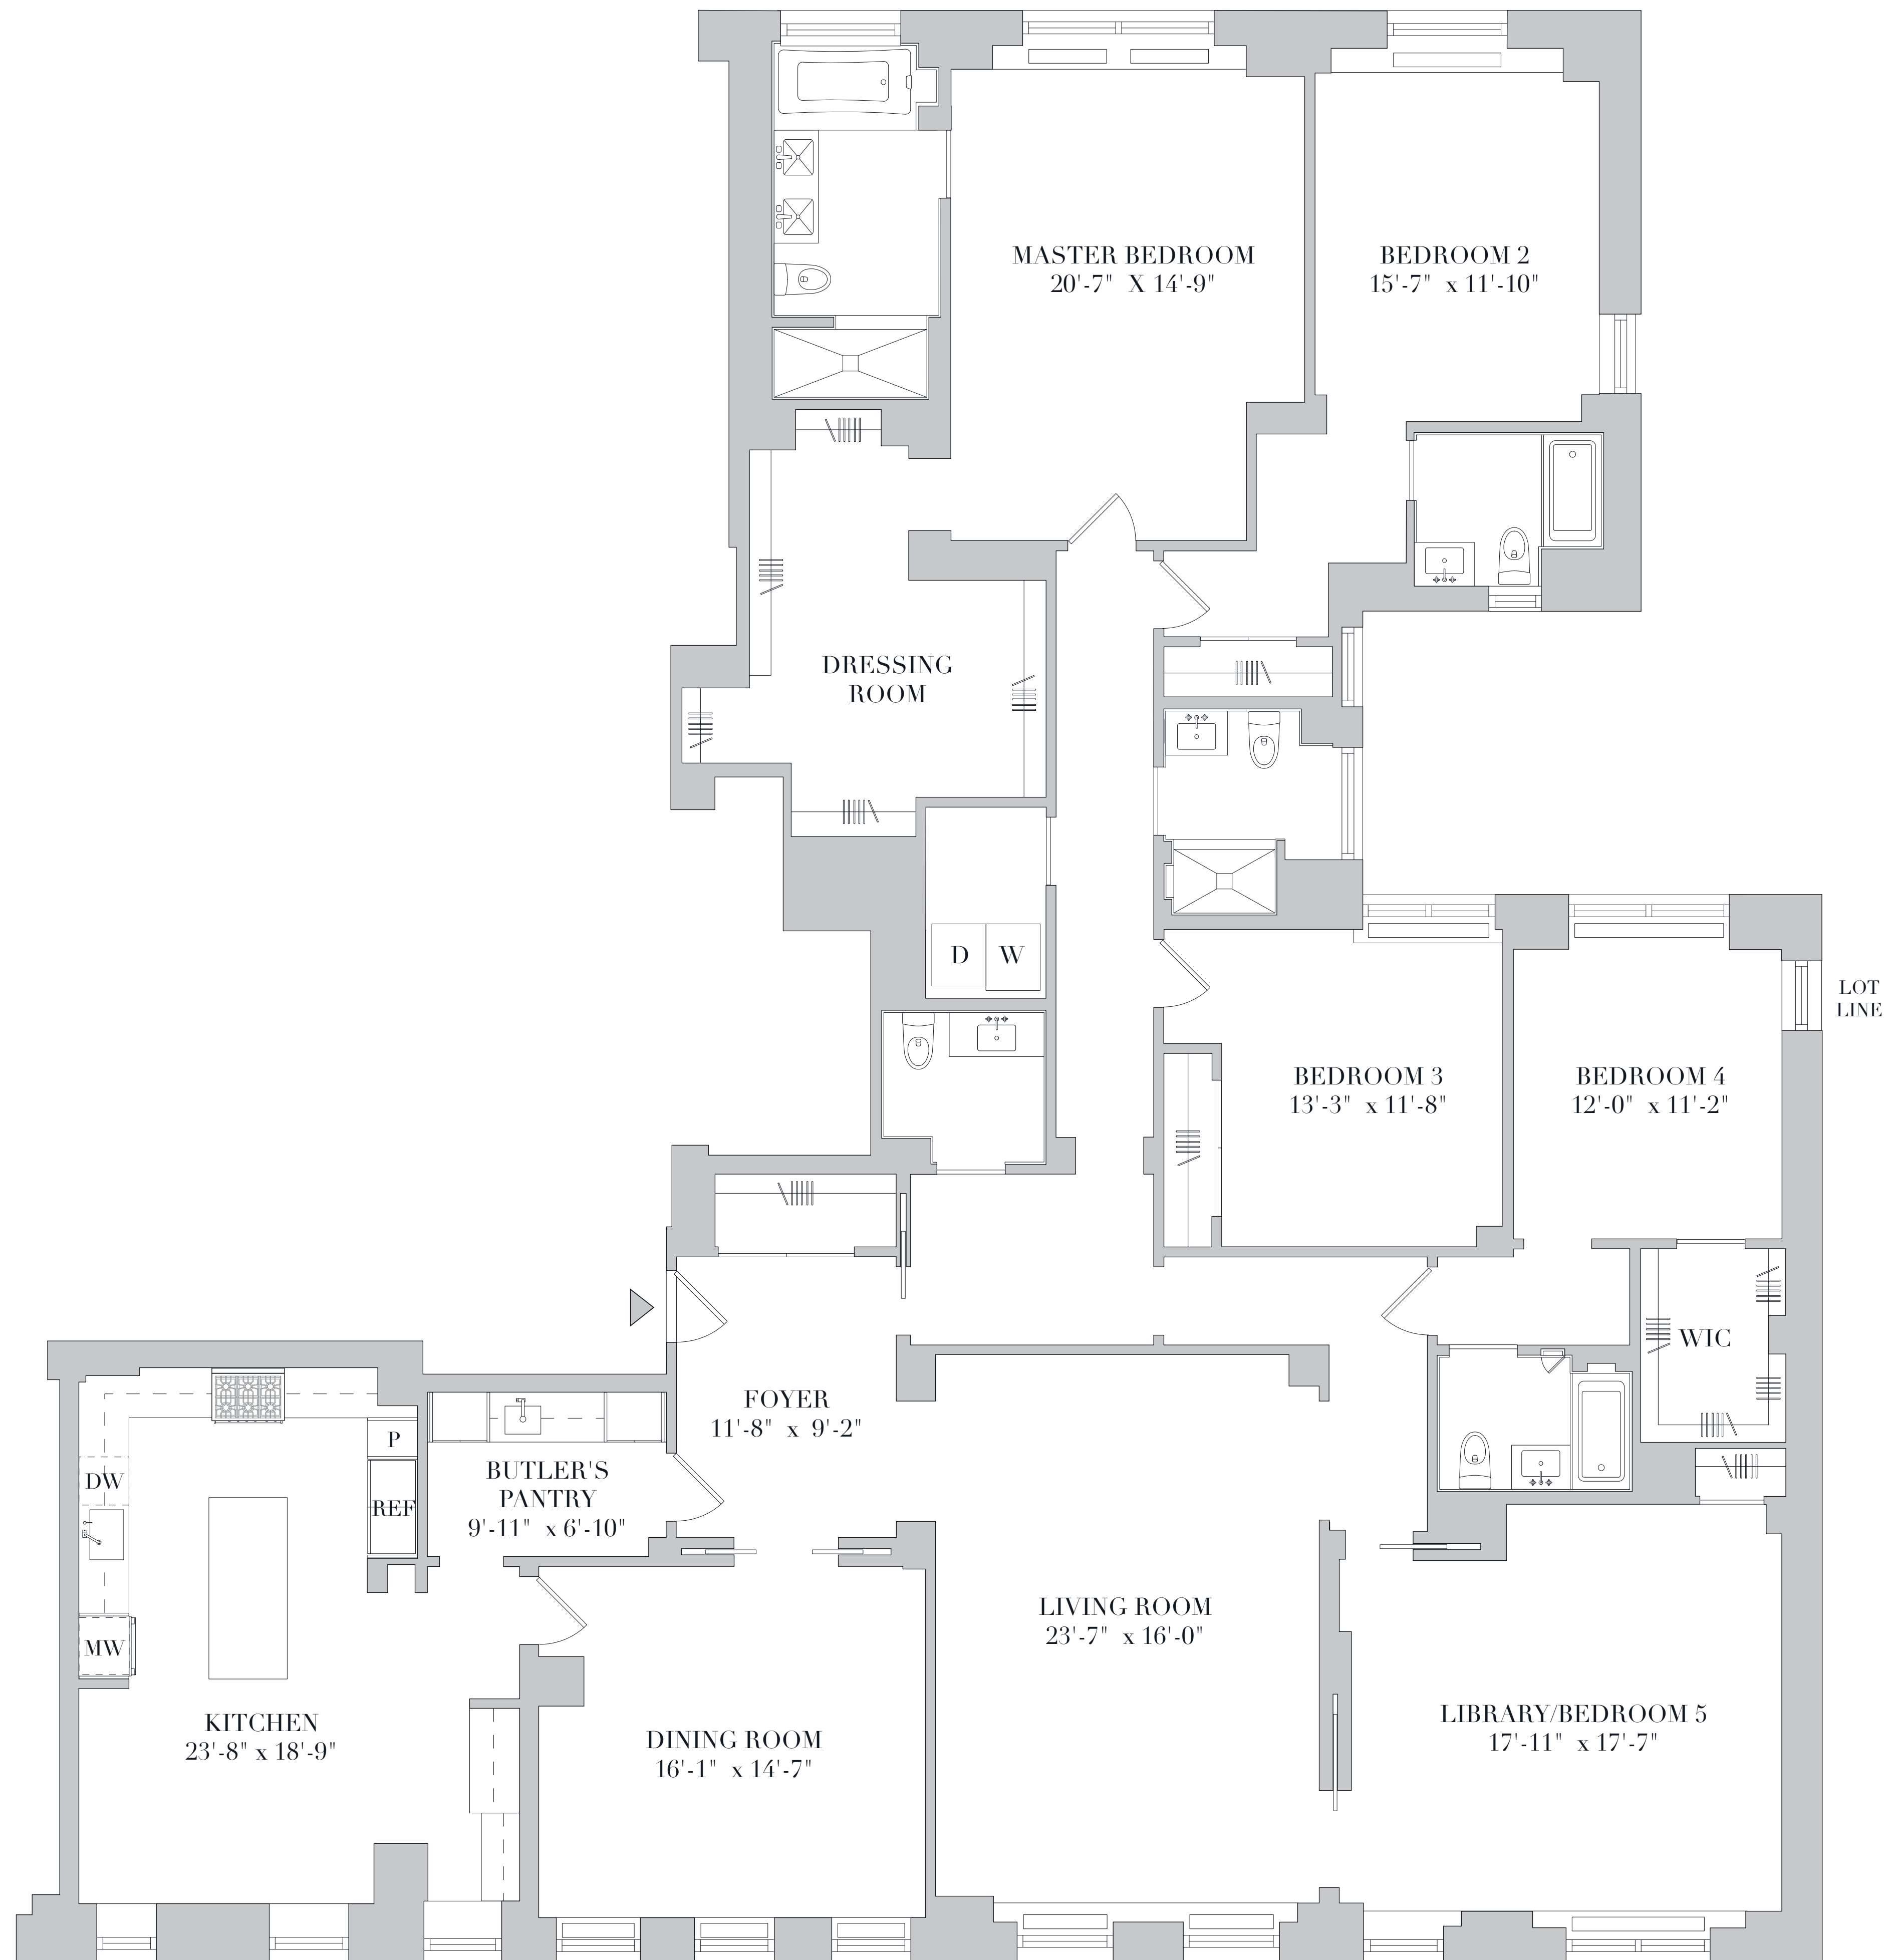 MASTER BEDROOM
20'-7" X 14'-9"
BEDROOM 2
15'-7" x 11'-10"
DRESSING
ROOM
D
W
LOT
LINE
BEDROOM 3
13'-3" x 11'-8"
BEDROOM 4
12'-0" x 11'-2"
WIC
FOYER
11'-8" x 9'-2"
P
DW
REF
BUTLER'S
PANTRY
9'-11" x 6'-10"
MW
LIVING ROOM
23'-7" x 16'-0"
KITCHEN
23'-8" x 18'-9"
DINING ROOM
16'-1" x 14'-7"
LIBRARY/BEDROOM 5
17'-11" x 17'-7"